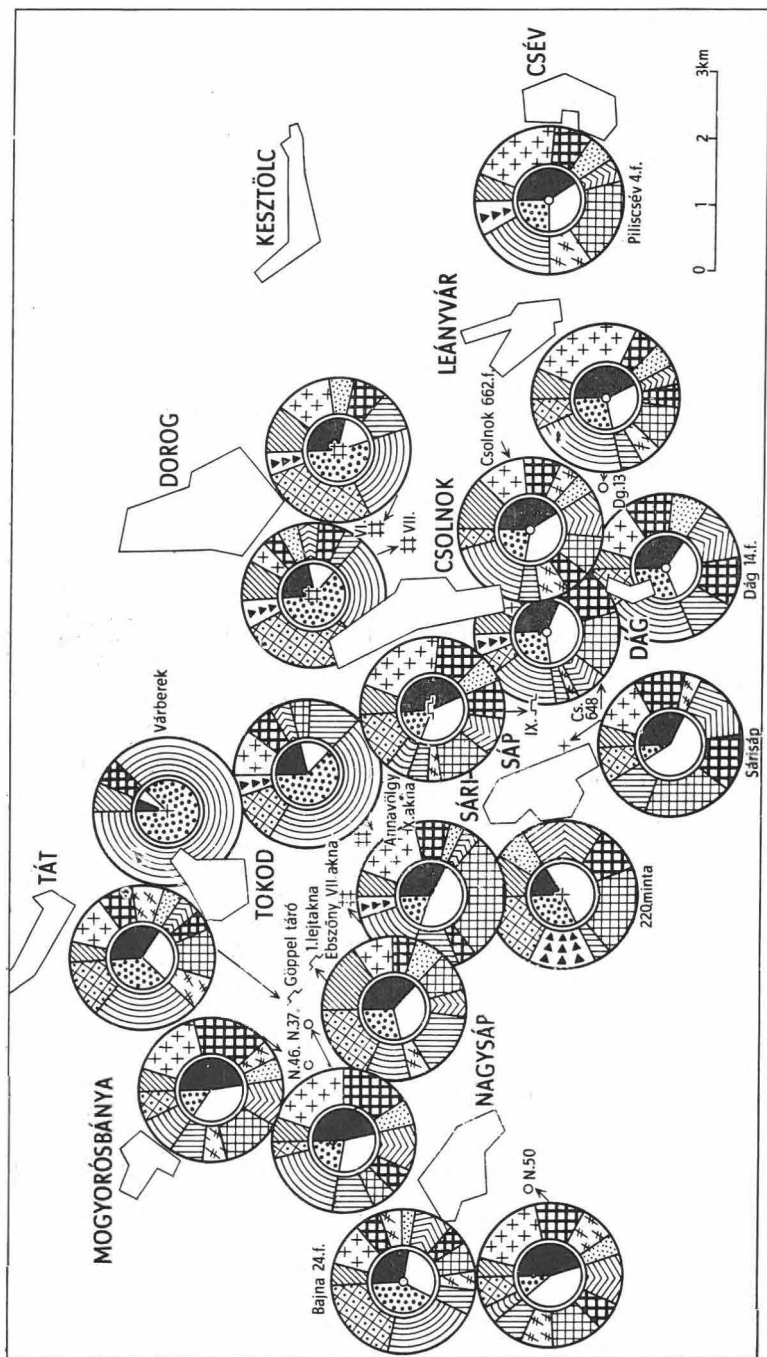 TÁT
Várberek
DOROG
KESZTÖLC
MOGYORÓSBÁNYA
TOKOD
Göppel táró
1.lejtakna
Ebszőny VII.akna
N.46. N.37.
Annavölgy
IX.akna
VI.
VII.
CSOLNOK
Csolnok 662.f.
LEÁNYVÁR
CSÉV
Piliscsév 4.f.
Bajna 24.f.
NAGYSÁP
N.50
SÁRI-
SÁP
IX.
Cs.
648
DÁG
Dg.13
Dág 14.f.
220minta
Sárisáp
0 1 2 3km